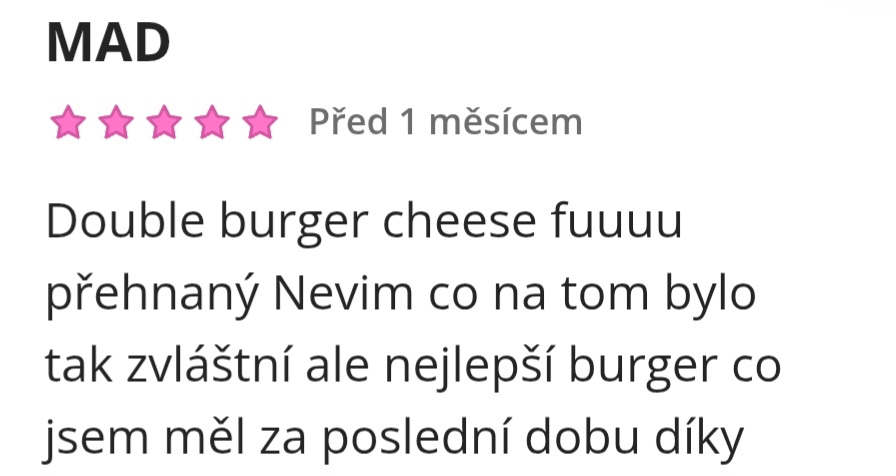 MAD
Před 1 měsícem
Double burger cheese fuuuu
přehnaný Nevim co na tom bylo
tak zvláštní ale nejlepší burger co
jsem měl za poslední dobu díky